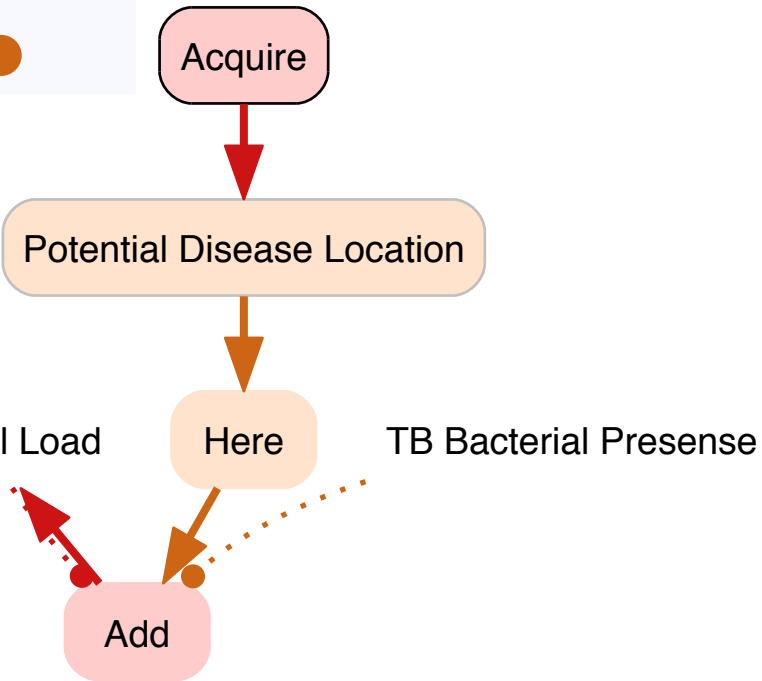 Acquire
Potential Disease Location
l Load
Here
TB Bacterial Presense
Add